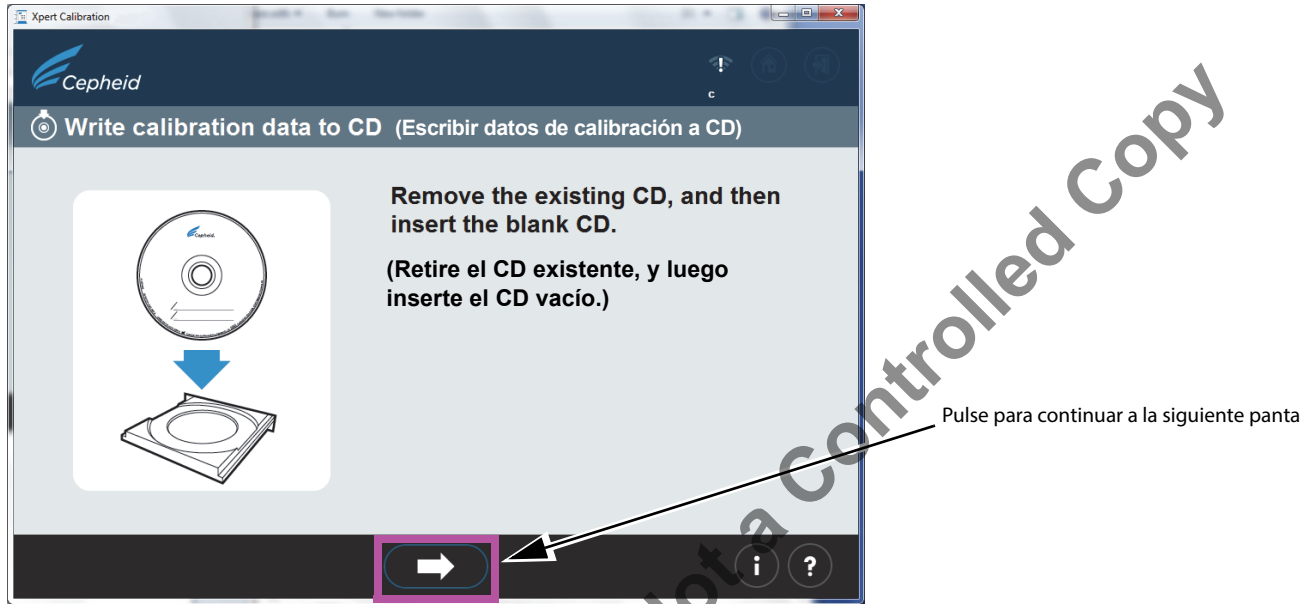 Xpert Calibration
Cepheid
c
Write calibration data to CD (Escribir datos de calibración a CD)
Remove the existing CD, and then
insert the blank CD.
(Retire el CD existente, y luego
inserte el CD vacío.)
Cepheid
Pulse para continuar a la siguiente panta
i ?
ot a Controlled Copy